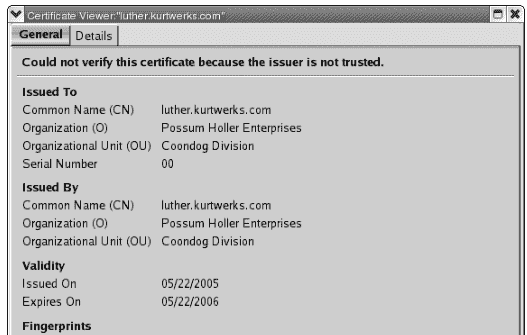 Certificate Viewer:"luther.kurtwerks.com"
General Details
Could not verify this certificate because the issuer is not trusted.
Issued To
Common Name (CN) luther.kurtwerks.com
Organization (O) Possum Holler Enterprises
Organizational Unit (OU) Coondog Division
Serial Number 00
Issued By
Common Name (CN) luther.kurtwerks.com
Organization (O) Possum Holler Enterprises
Organizational Unit (OU) Coondog Division
Validity
Issued On 05/22/2005
Expires On 05/22/2006
Fingerprints